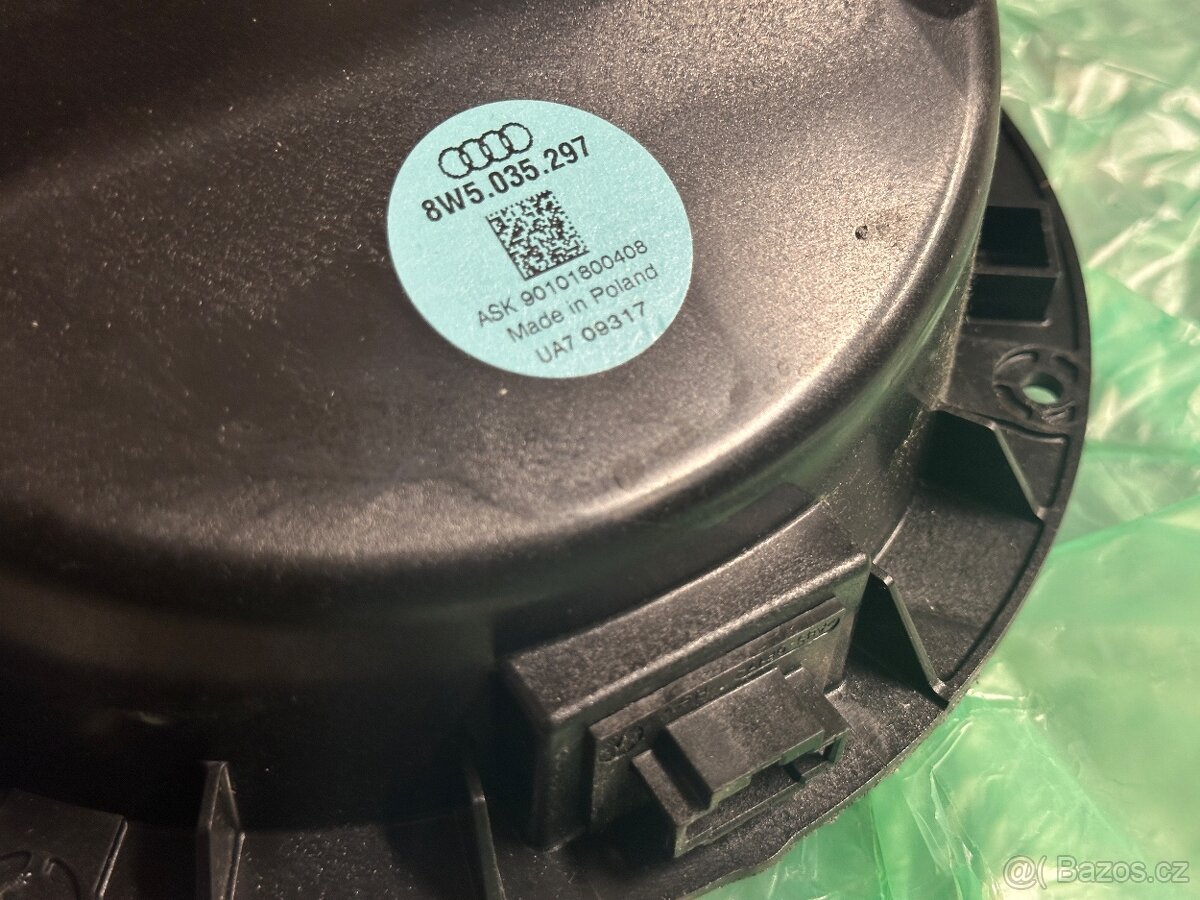 8W5.035.297
ASK 90101800408
Made in Poland
UA7 09317
@( Bazos.cz